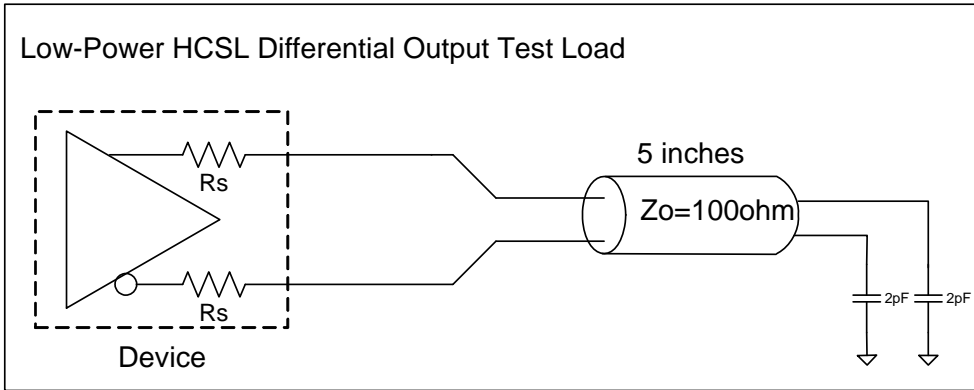 Low-Power HCSL Differential Output Test Load
Rs
5 inches
Zo=100ohm
Rs
2pF
2pF
Device